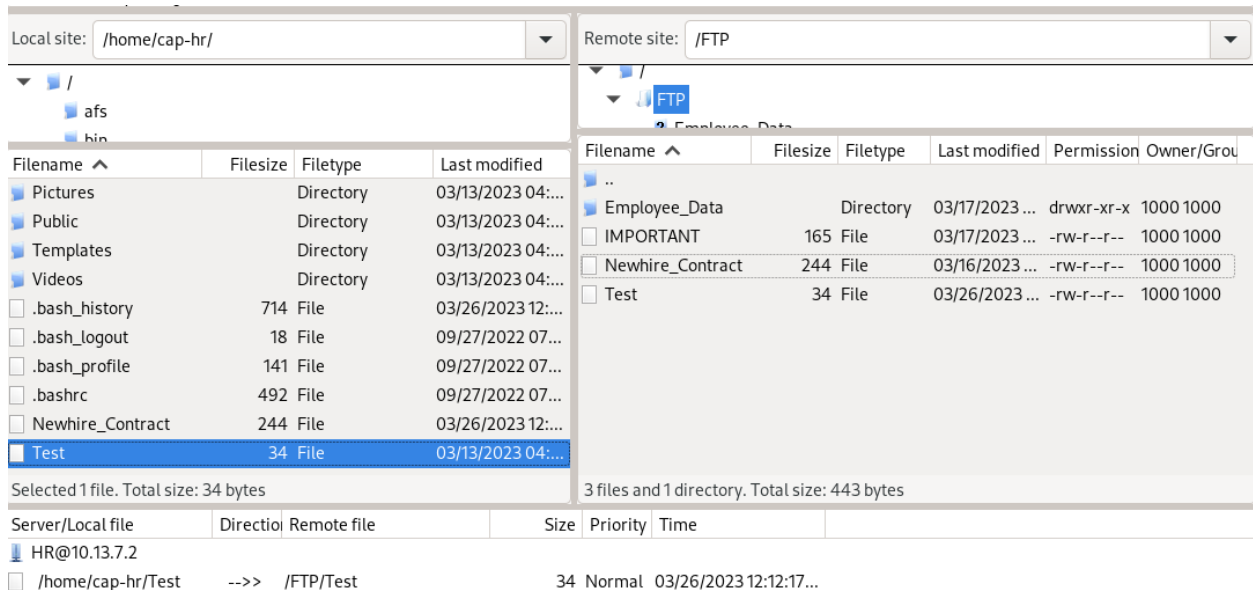 Local site: /home/cap-hr/
/
afs
bin
Filename Filesize Filetype Last modified
Pictures Directory 03/13/2023 04:...
Public Directory 03/13/2023 04:...
Templates Directory 03/13/2023 04:...
Videos Directory 03/13/2023 04:...
.bash_history 714 File 03/26/2023 12:...
.bash_logout 18 File 09/27/2022 07...
.bash_profile 141 File 09/27/2022 07...
.bashrc 492 File 09/27/2022 07...
Newhire_Contract 244 File 03/26/2023 12:...
Test 34 File 03/13/2023 04:...
Selected 1 file. Total size: 34 bytes
Remote site: /FTP
/
FTP
Employee_Data
Filename Filesize Filetype Last modified Permission Owner/Grou
..
Employee_Data Directory 03/17/2023 ... drwxr-xr-x 1000 1000
IMPORTANT 165 File 03/17/2023 ... -rw-r--r-- 1000 1000
Newhire_Contract 244 File 03/16/2023 ... -rw-r--r-- 1000 1000
Test 34 File 03/26/2023 ... -rw-r--r-- 1000 1000
3 files and 1 directory. Total size: 443 bytes
Server/Local file Direction Remote file Size Priority Time
HR@10.13.7.2
/home/cap-hr/Test -->> /FTP/Test 34 Normal 03/26/2023 12:12:17...